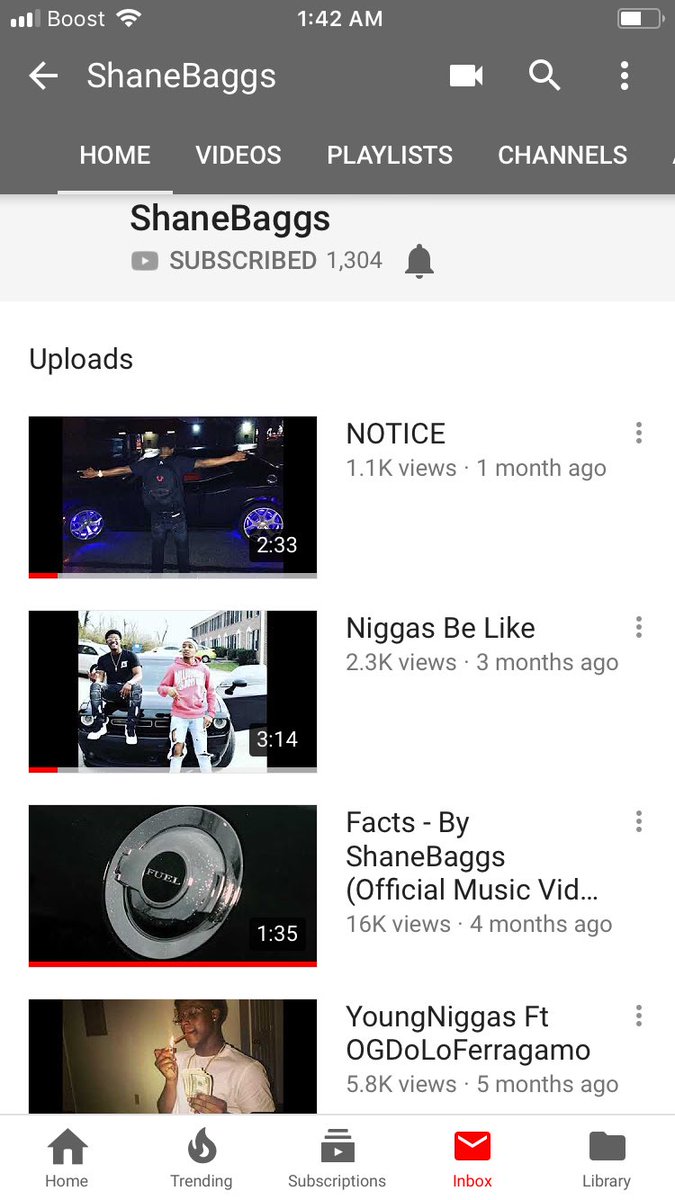 Boost
1:42 AM
ShaneBaggs
HOME VIDEOS PLAYLISTS CHANNELS
ShaneBaggs
SUBSCRIBED 1,304
Uploads
NOTICE
1.1K views · 1 month ago
2:33
Niggas Be Like
2.3K views · 3 months ago
3:14
Facts - By
ShaneBaggs
(Official Music Vid...
16K views · 4 months ago
FUEL
1:35
YoungNiggas Ft
OGDoLoFerragamo
5.8K views · 5 months ago
Home Trending Subscriptions Inbox Library